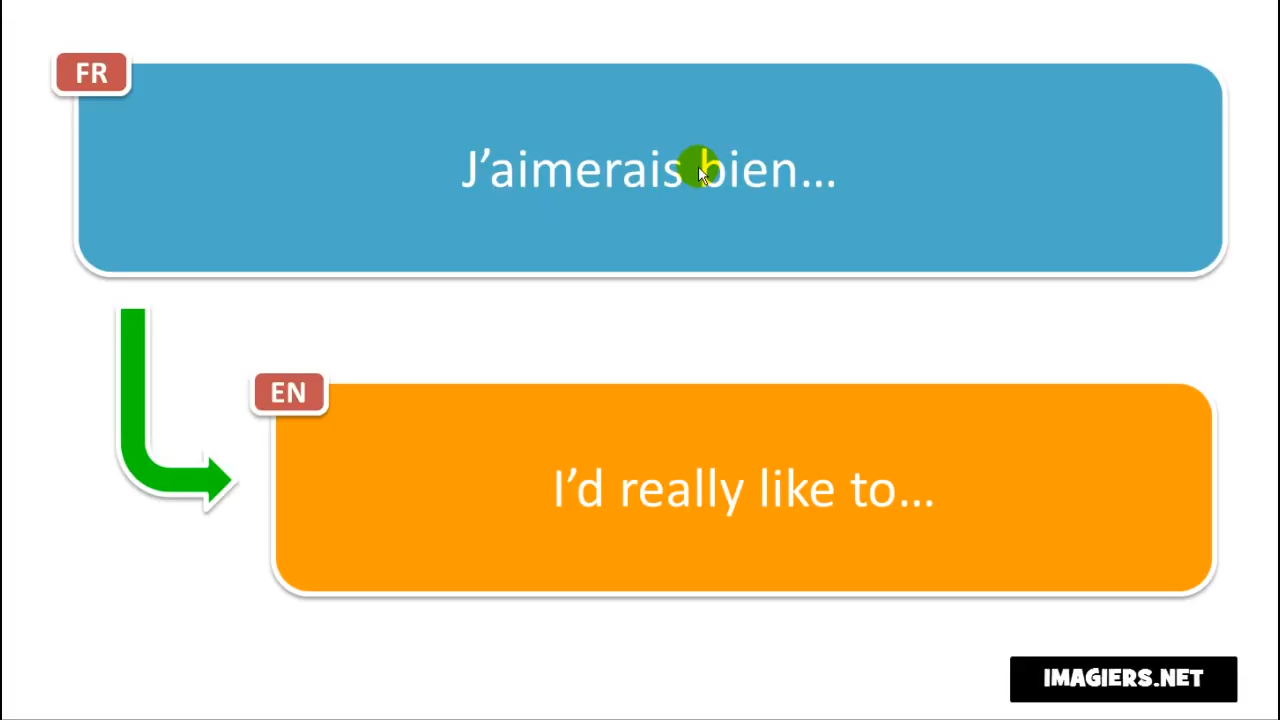 FR
J’aimerais bien...
EN
I’d really like to...
IMAGIERS.NET